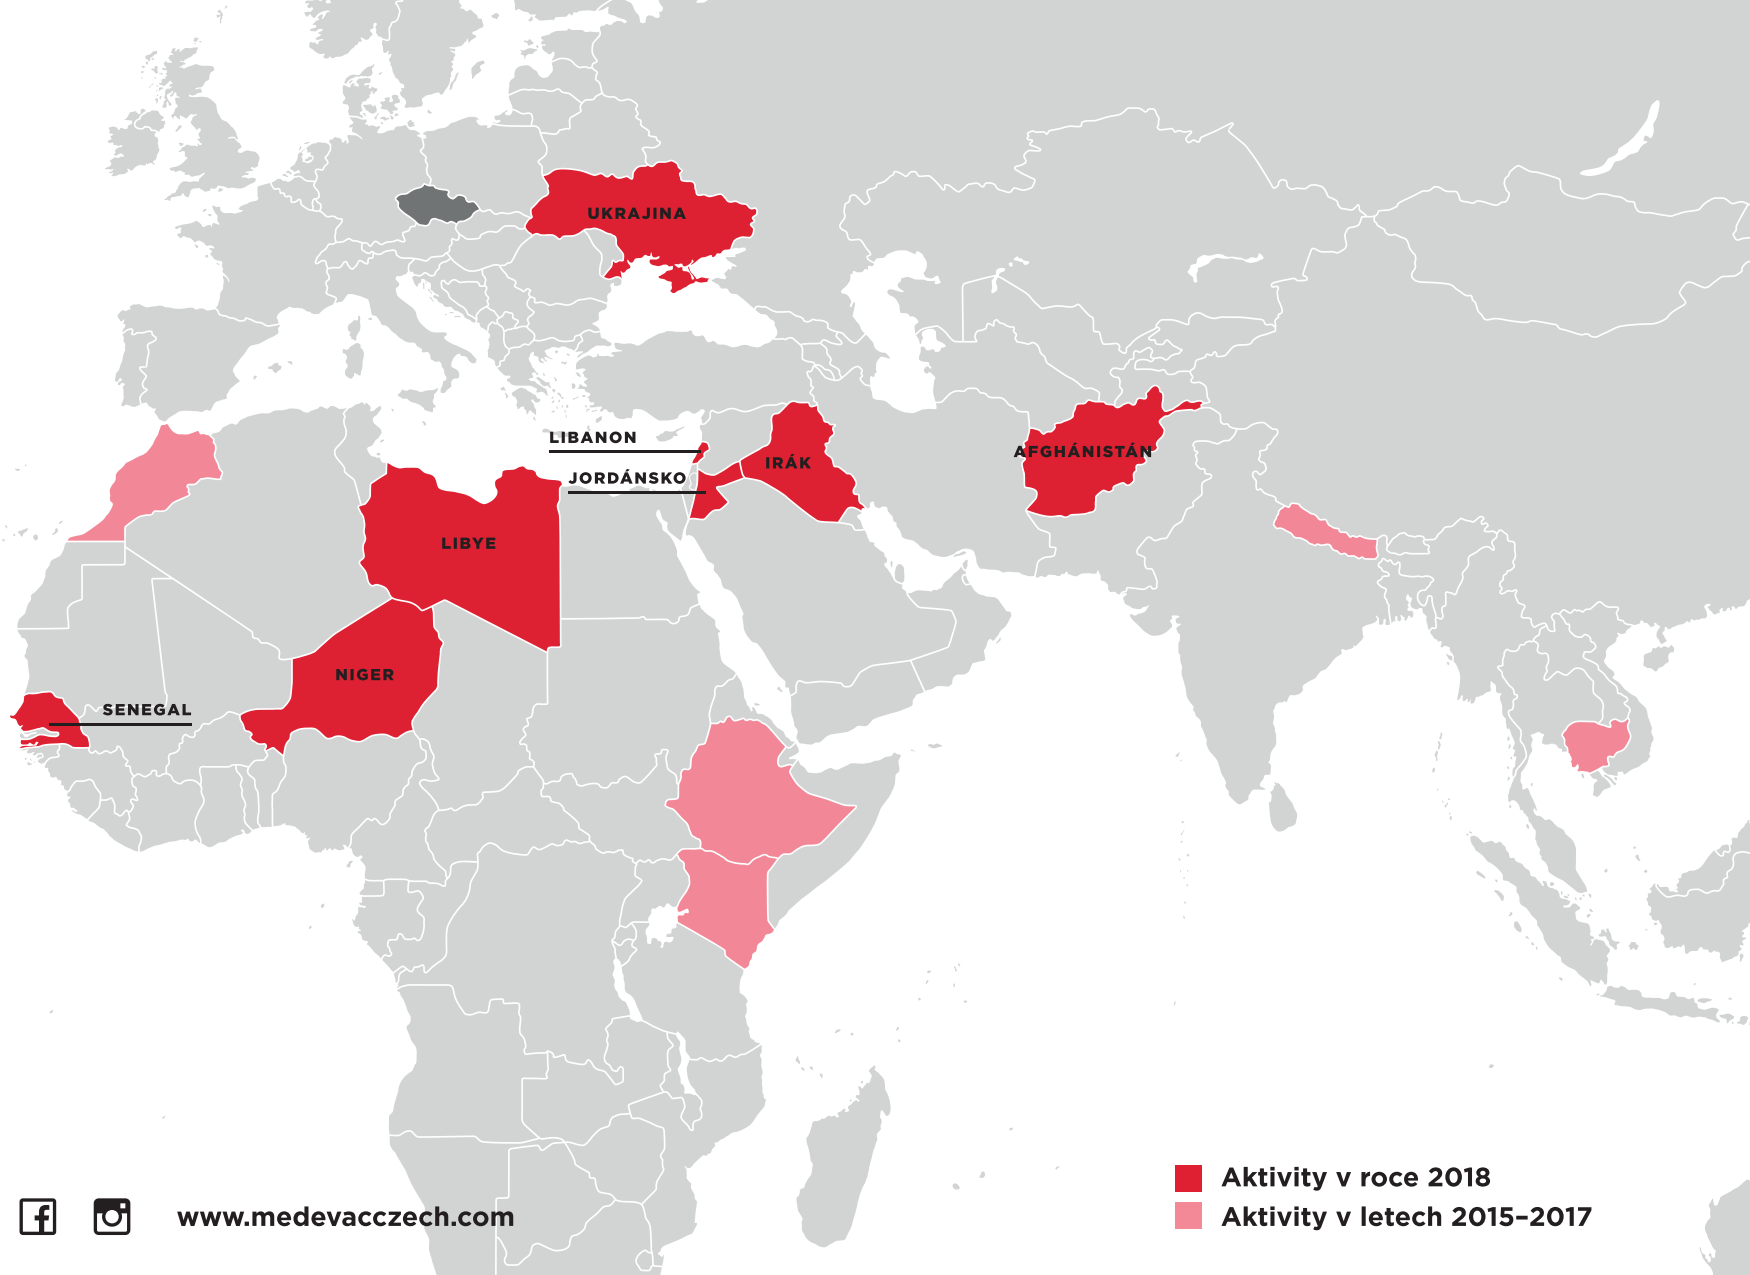 UKRAJINA
LIBANON
AFGHÁNISTÁN
IRÁK
JORDÁNSKO
LIBYE
NIGER
SENEGAL
Aktivity v roce 2018
Aktivity v letech 2015–2017
www.medevacczech.com